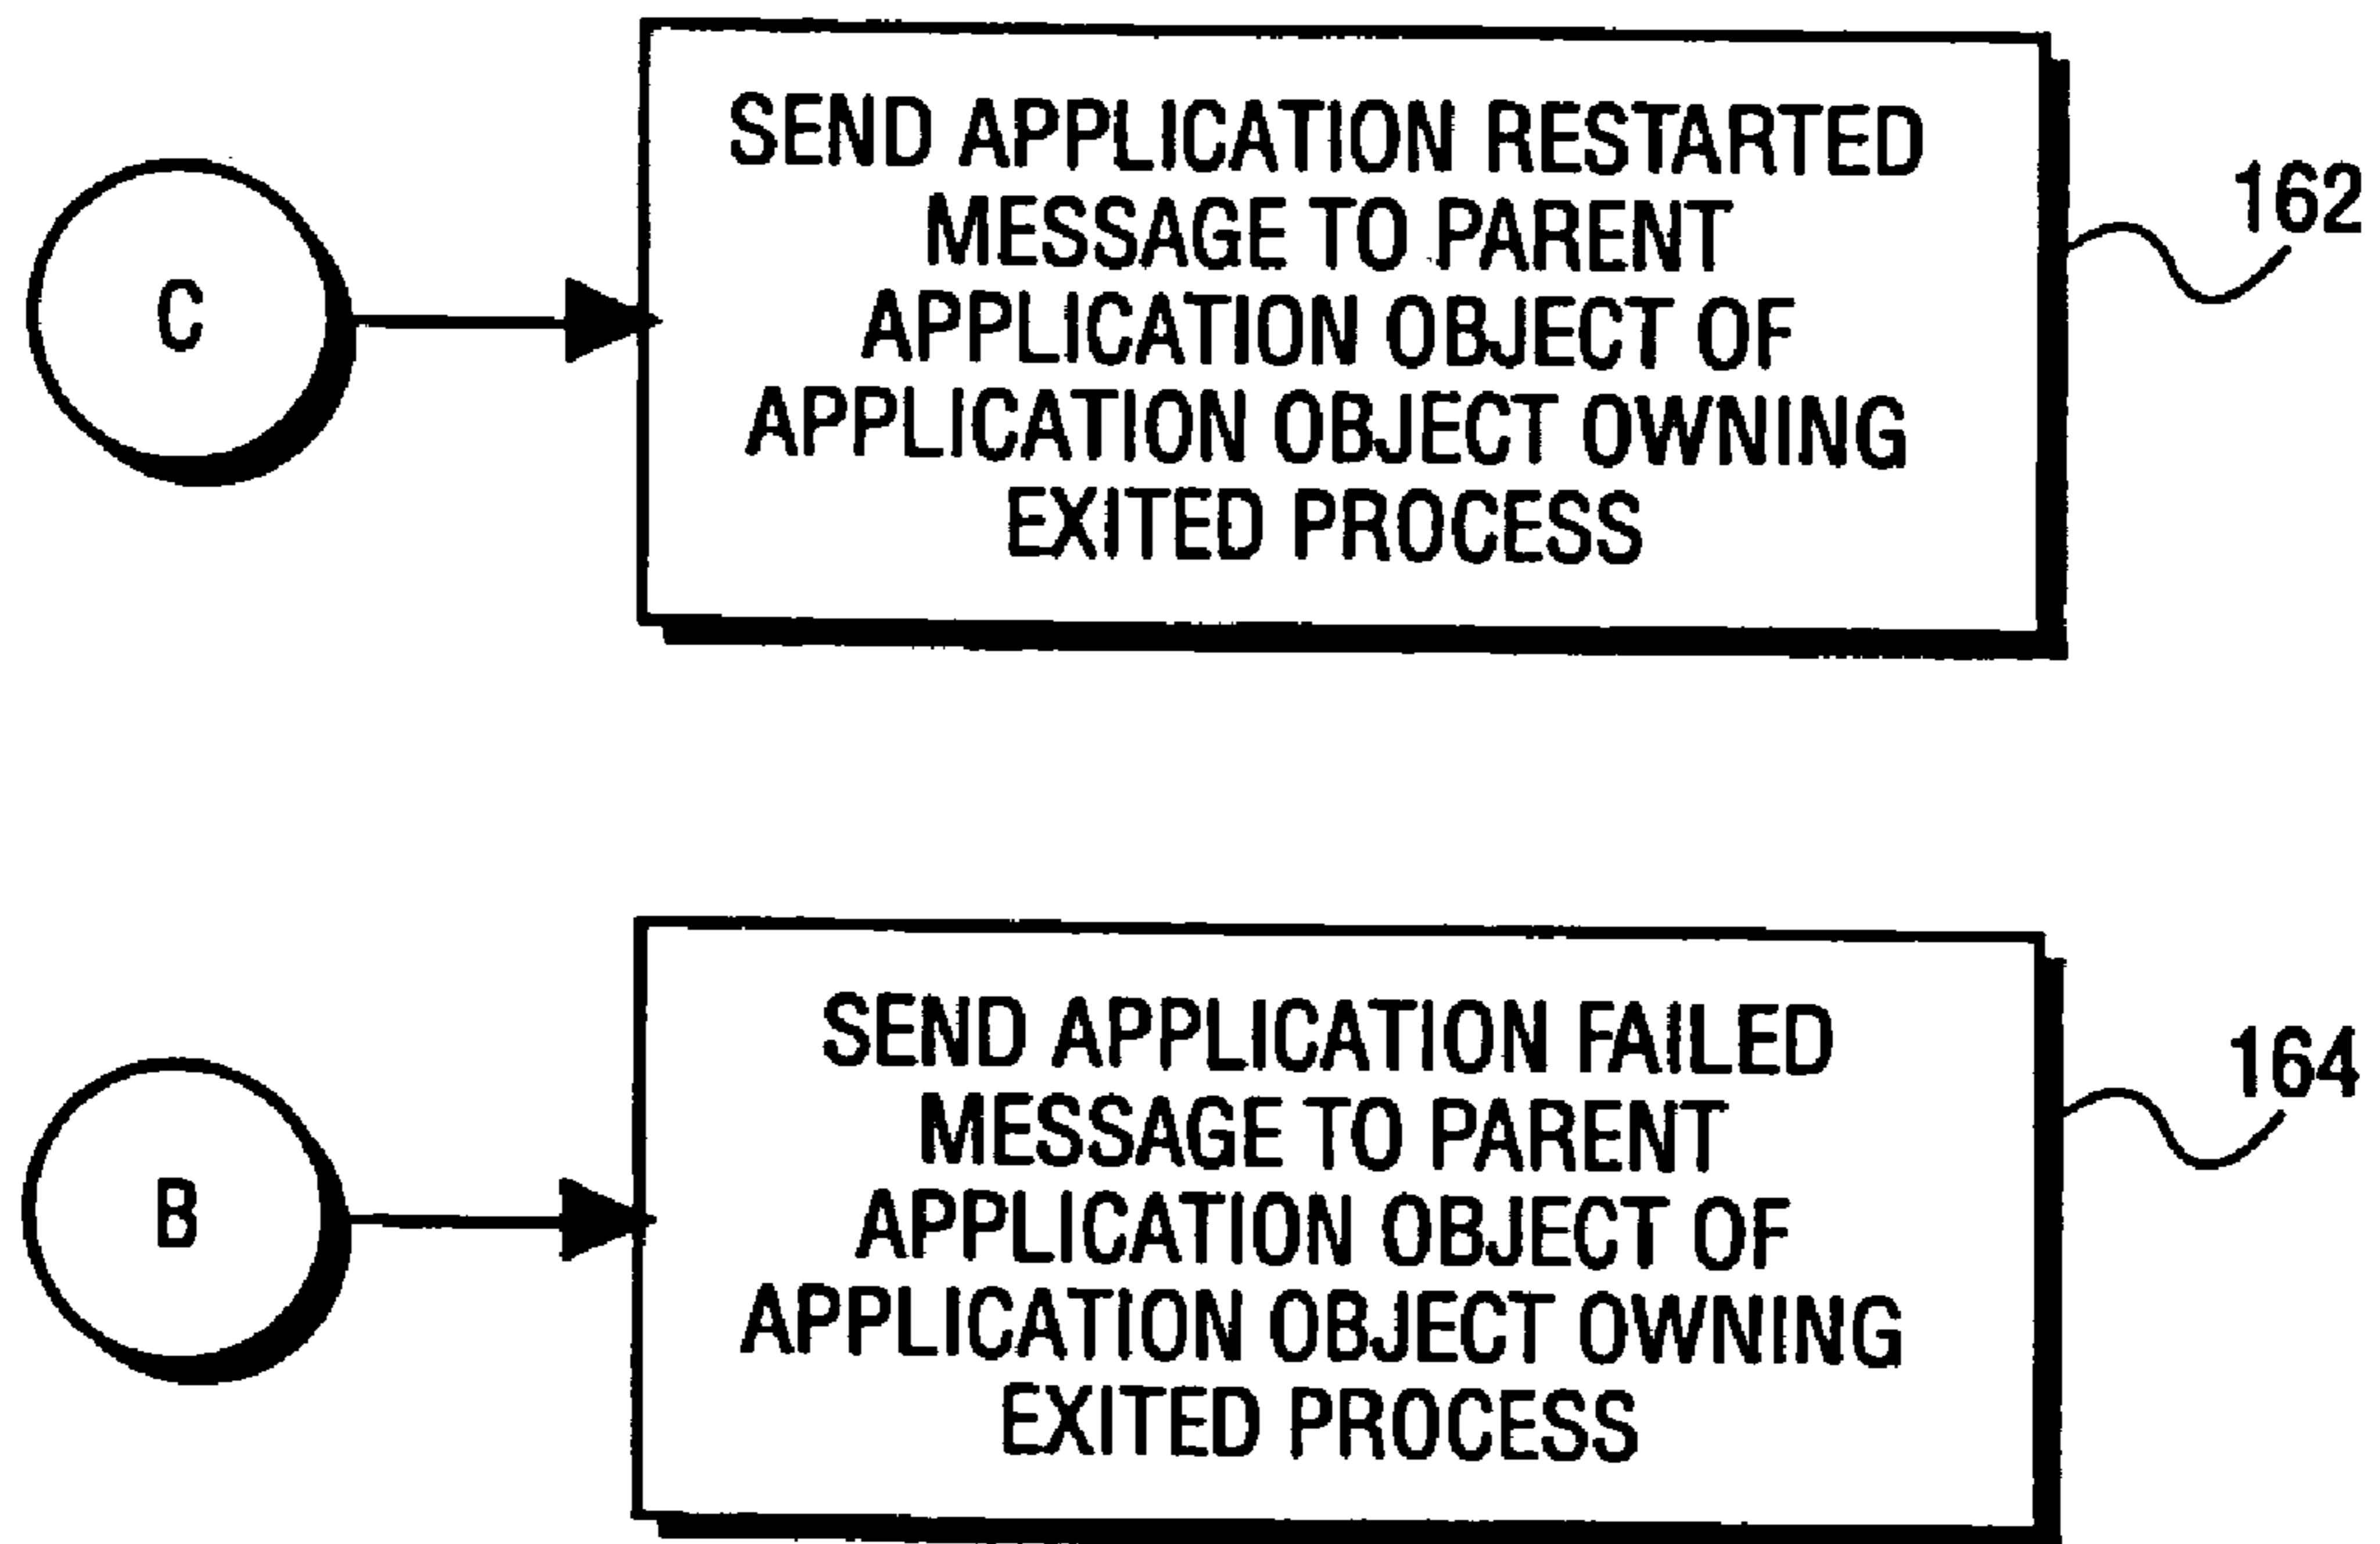 C
SEND APPLICATION RESTARTED
MESSAGE TO PARENT
APPLICATION OBJECT OF
APPLICATION OBJECT OWNING
EXITED PROCESS
162
B
SEND APPLICATION FAILED
MESSAGE TO PARENT
APPLICATION OBJECT OF
APPLICATION OBJECT OWNING
EXITED PROCESS
164